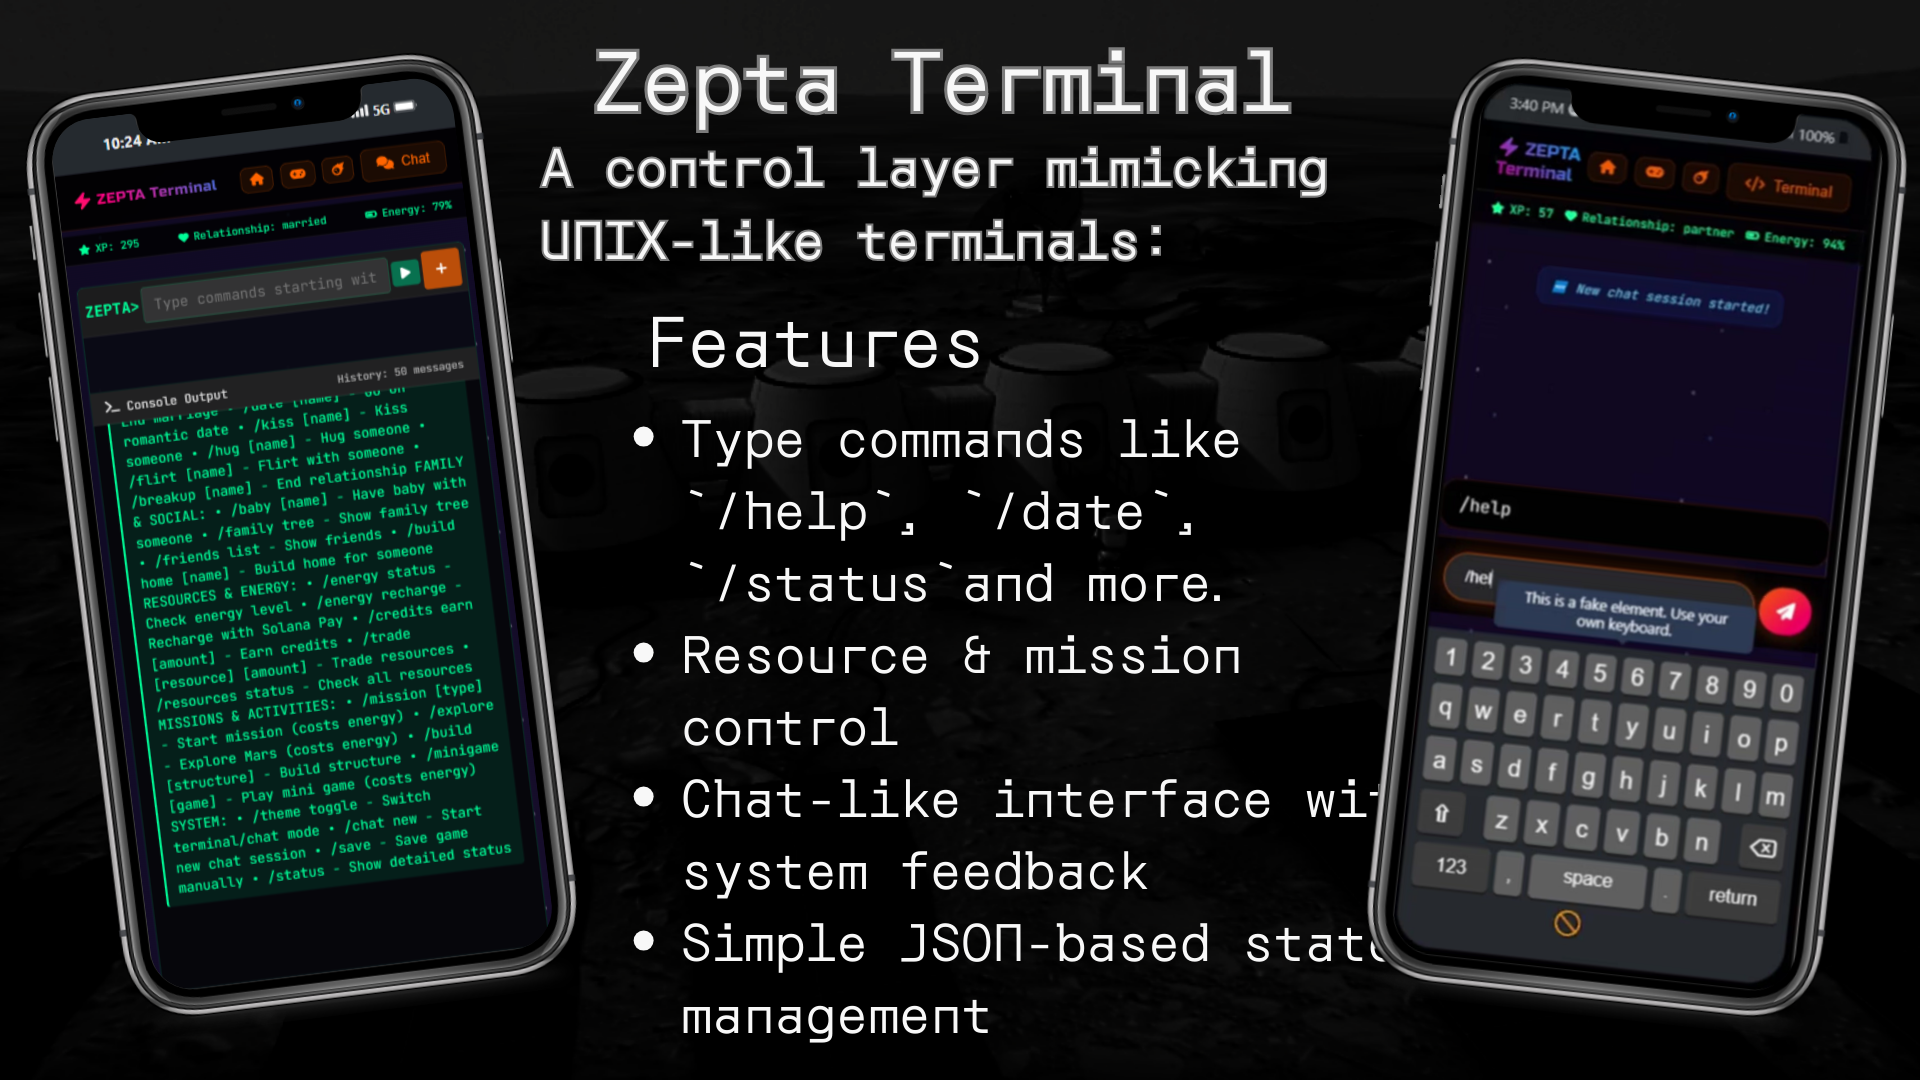 Zepta Terminal
A control layer mimicking
UNIX-like terminals:
Features
• Type commands like
`/help`, `/date`,
`/status`and more.
• Resource & mission
control
• Chat-like interface
system feedback
• Simple JSON-based
management
10:24
5G
ZEPTA Terminal
Chat
XP: 295
Relationship: married
Energy: 79%
ZEPTA>
Type commands starting wit
+
Console Output
History: 50 messages
End marriage • /date [name] - Go on
romantic date • /kiss [name] - Kiss
someone • /hug [name] - Hug someone •
/flirt [name] - Flirt with someone •
/breakup [name] - End relationship FAMILY
& SOCIAL: • /baby [name] - Have baby with
someone • /family tree - Show family tree
• /friends list - Show friends • /build
home [name] - Build home for someone
RESOURCES & ENERGY: • /energy status -
Check energy level • /energy recharge -
Recharge with Solana Pay • /credits earn
[amount] - Earn credits • /trade
[resource] [amount] - Trade resources •
/resources status - Check all resources
MISSIONS & ACTIVITIES: • /mission [type]
- Start mission (costs energy) • /explore
- Explore Mars (costs energy) • /build
[structure] - Build structure • /minigame
[game] - Play mini game (costs energy)
SYSTEM: • /theme toggle - Switch
terminal/chat mode • /chat new - Start
new chat session • /save - Save game
manually • /status - Show detailed status
3:40 PM
100%
ZEPTA
Terminal
</> Terminal
XP: 57
Relationship: partner
Energy: 94%
New chat session started!
/help
/hel
This is a fake element. Use your
own keyboard.
1 2 3 4 5 6 7 8 9 0
q w e r t y u i o p
a s d f g h j k l m
z x c v b n
123 , space . return